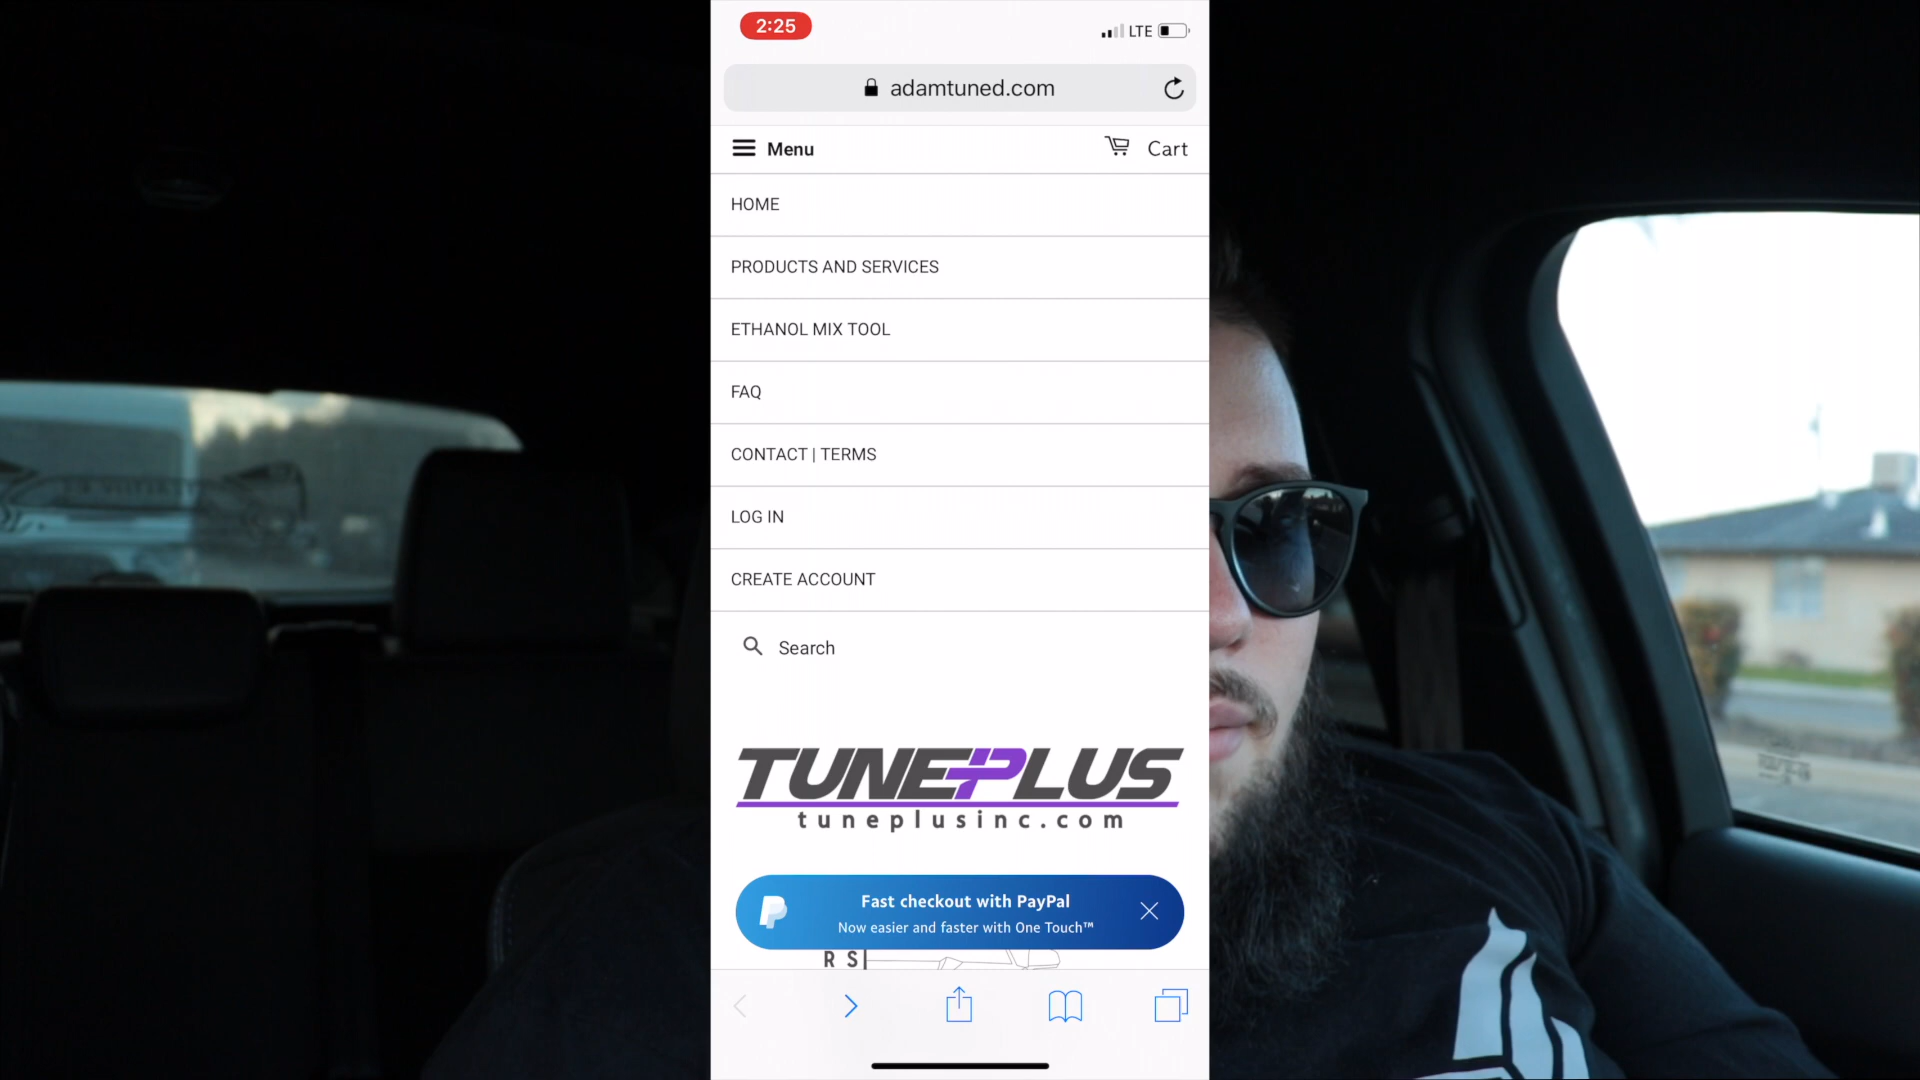 2:25
LTE
adamtuned.com
Menu
Cart
HOME
PRODUCTS AND SERVICES
ETHANOL MIX TOOL
FAQ
CONTACT | TERMS
LOG IN
CREATE ACCOUNT
Search
TUNEPLUS
tuneplusinc.com
Fast checkout with PayPal
Now easier and faster with One Touch™
R S